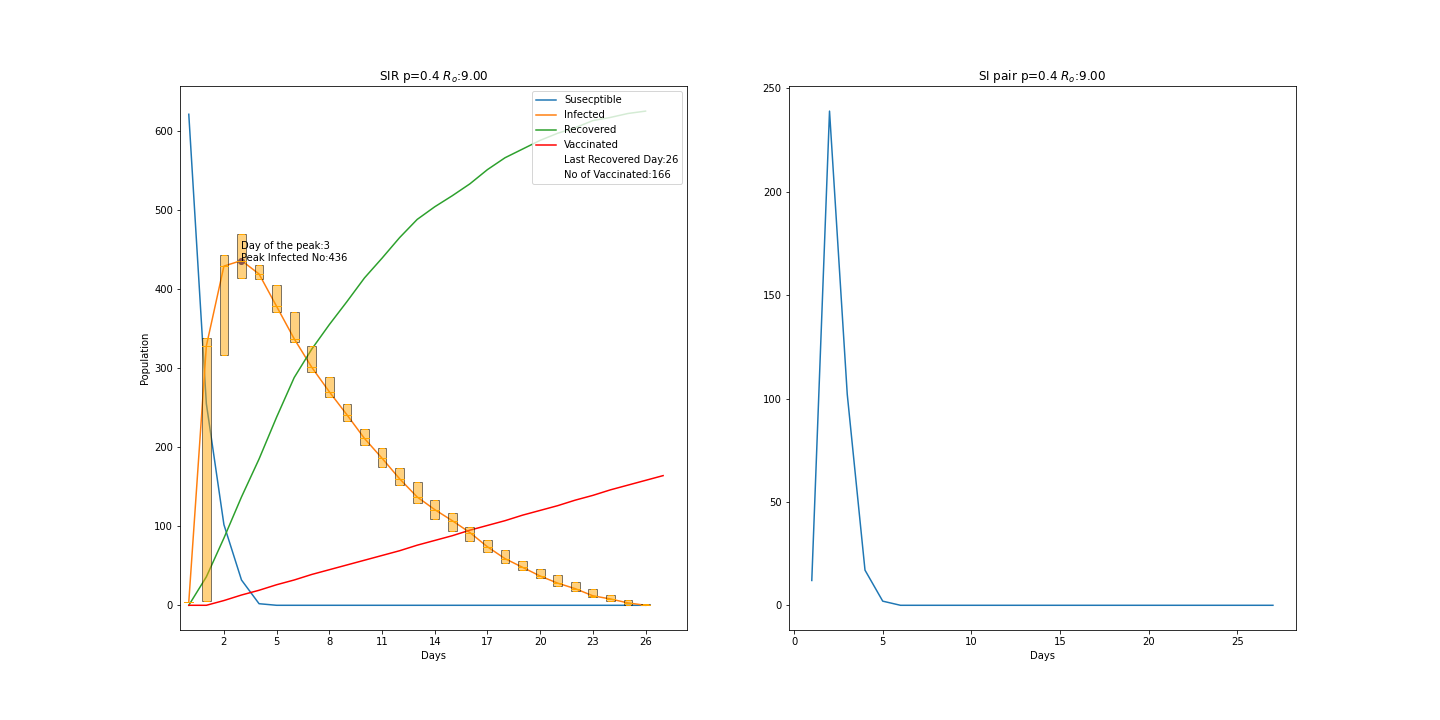 SIR p=0.4 Rₒ:9.00
Susecptible
Infected
Recovered
Vaccinated
Last Recovered Day:26
No of Vaccinated:166
Day of the peak:3
Peak Infected No:436
Population
600
500
400
300
200
100
0
2 5 8 11 14 17 20 23 26
Days
SI pair p=0.4 Rₒ:9.00
250
200
150
100
50
0
0 5 10 15 20 25
Days